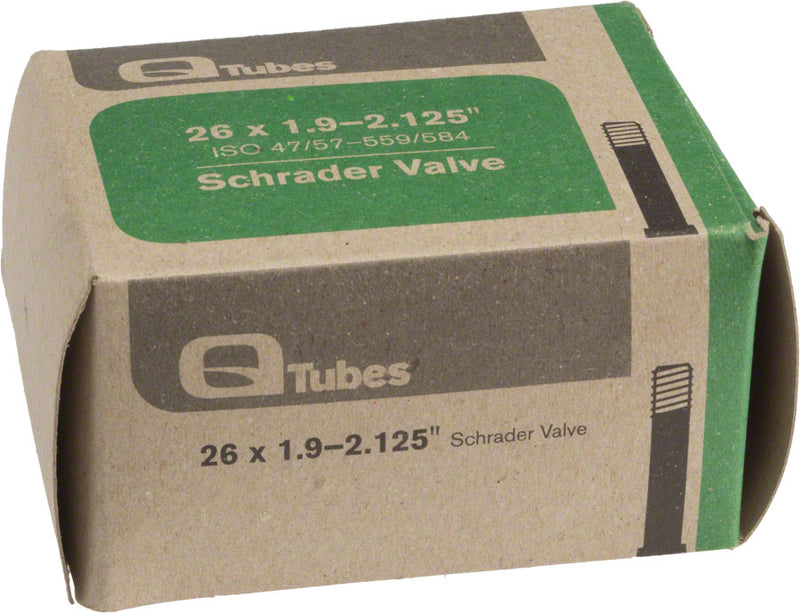 Q Tubes
26 x 1.9–2.125"
ISO 47/57–559/584
Schrader Valve
Q Tubes
26 x 1.9–2.125" Schrader Valve